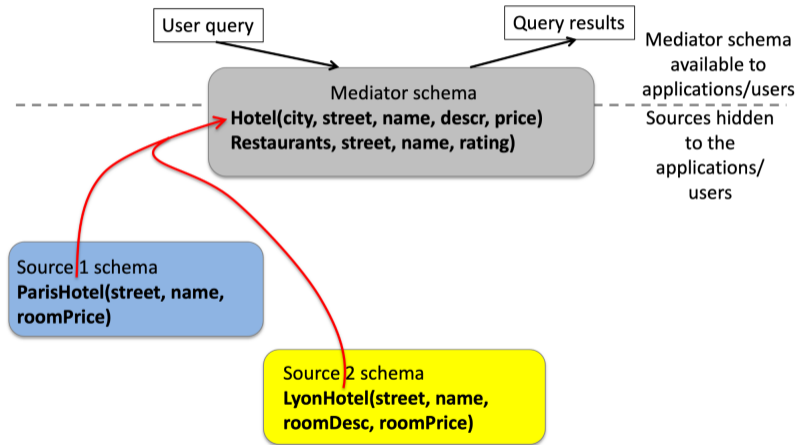 User query
Query results
Mediator schema
available to
applications/users
Mediator schema
Hotel(city, street, name, descr, price)
Restaurants, street, name, rating)
Sources hidden
to the
applications/
users
Source 1 schema
ParisHotel(street, name,
roomPrice)
Source 2 schema
LyonHotel(street, name,
roomDesc, roomPrice)